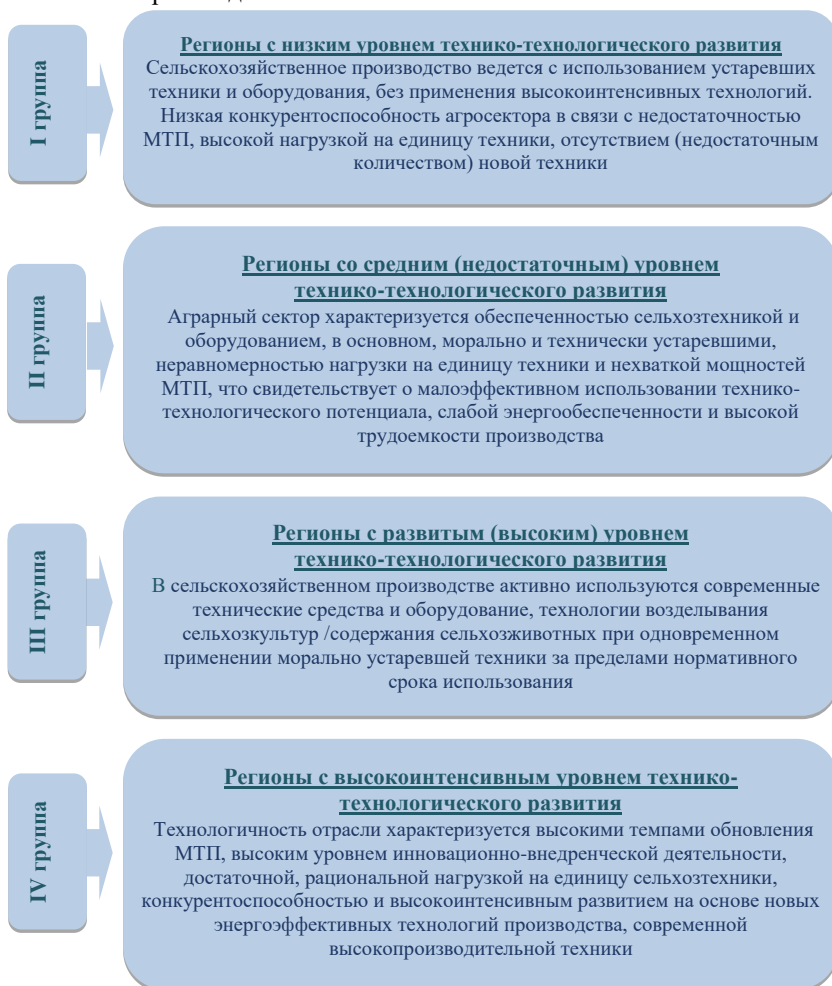 I группа
Регионы с низким уровнем технико-технологического развития
Сельскохозяйственное производство ведется с использованием устаревших
техники и оборудования, без применения высокоинтенсивных технологий.
Низкая конкурентоспособность агросектора в связи с недостаточностью
МТП, высокой нагрузкой на единицу техники, отсутствием (недостаточным
количеством) новой техники
II группа
Регионы со средним (недостаточным) уровнем
технико-технологического развития
Аграрный сектор характеризуется обеспеченностью сельхозтехникой и
оборудованием, в основном, морально и технически устаревшими,
неравномерностью нагрузки на единицу техники и нехваткой мощностей
МТП, что свидетельствует о малоэффективном использовании технико-
технологического потенциала, слабой энергообеспеченности и высокой
трудоемкости производства
III группа
Регионы с развитым (высоким) уровнем
технико-технологического развития
В сельскохозяйственном производстве активно используются современные
технические средства и оборудование, технологии возделывания
сельхозкультур /содержания сельхозживотных при одновременном
применении морально устаревшей техники за пределами нормативного
срока использования
IV группа
Регионы с высокоинтенсивным уровнем технико-
технологического развития
Технологичность отрасли характеризуется высокими темпами обновления
МТП, высоким уровнем инновационно-внедренческой деятельности,
достаточной, рациональной нагрузкой на единицу сельхозтехники,
конкурентоспособностью и высокоинтенсивным развитием на основе новых
энергоэффективных технологий производства, современной
высокопроизводительной техники